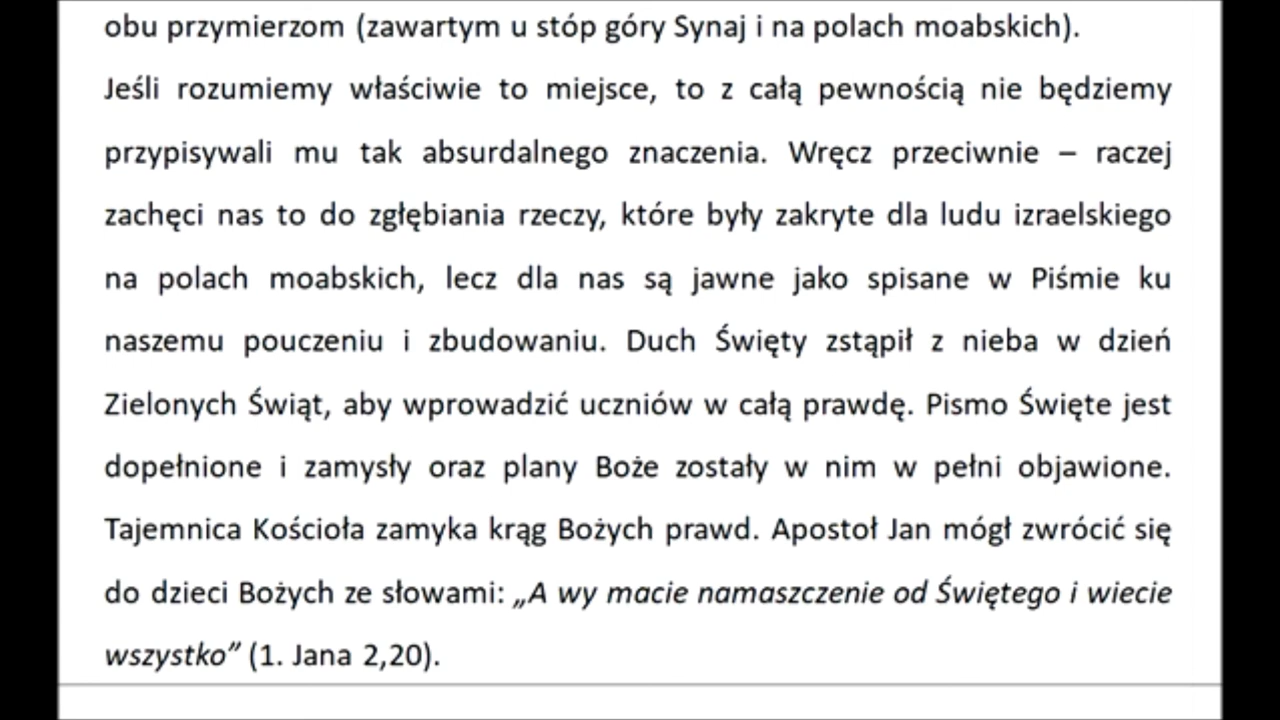 obu przymierzom (zawartym u stóp góry Synaj i na polach moabskich).
Jeśli rozumiemy właściwie to miejsce, to z całą pewnością nie będziemy
przypisywali mu tak absurdalnego znaczenia. Wręcz przeciwnie – raczej
zachęci nas to do zgłębiania rzeczy, które były zakryte dla ludu izraelskiego
na polach moabskich, lecz dla nas są jawne jako spisane w Piśmie ku
naszemu pouczeniu i zbudowaniu. Duch Święty zstąpił z nieba w dzień
Zielonych Świąt, aby wprowadzić uczniów w całą prawdę. Pismo Święte jest
dopełnione i zamysły oraz plany Boże zostały w nim w pełni objawione.
Tajemnica Kościoła zamyka krąg Bożych prawd. Apostoł Jan mógł zwrócić się
do dzieci Bożych ze słowami: „A wy macie namaszczenie od Świętego i wiecie
wszystko” (1. Jana 2,20).